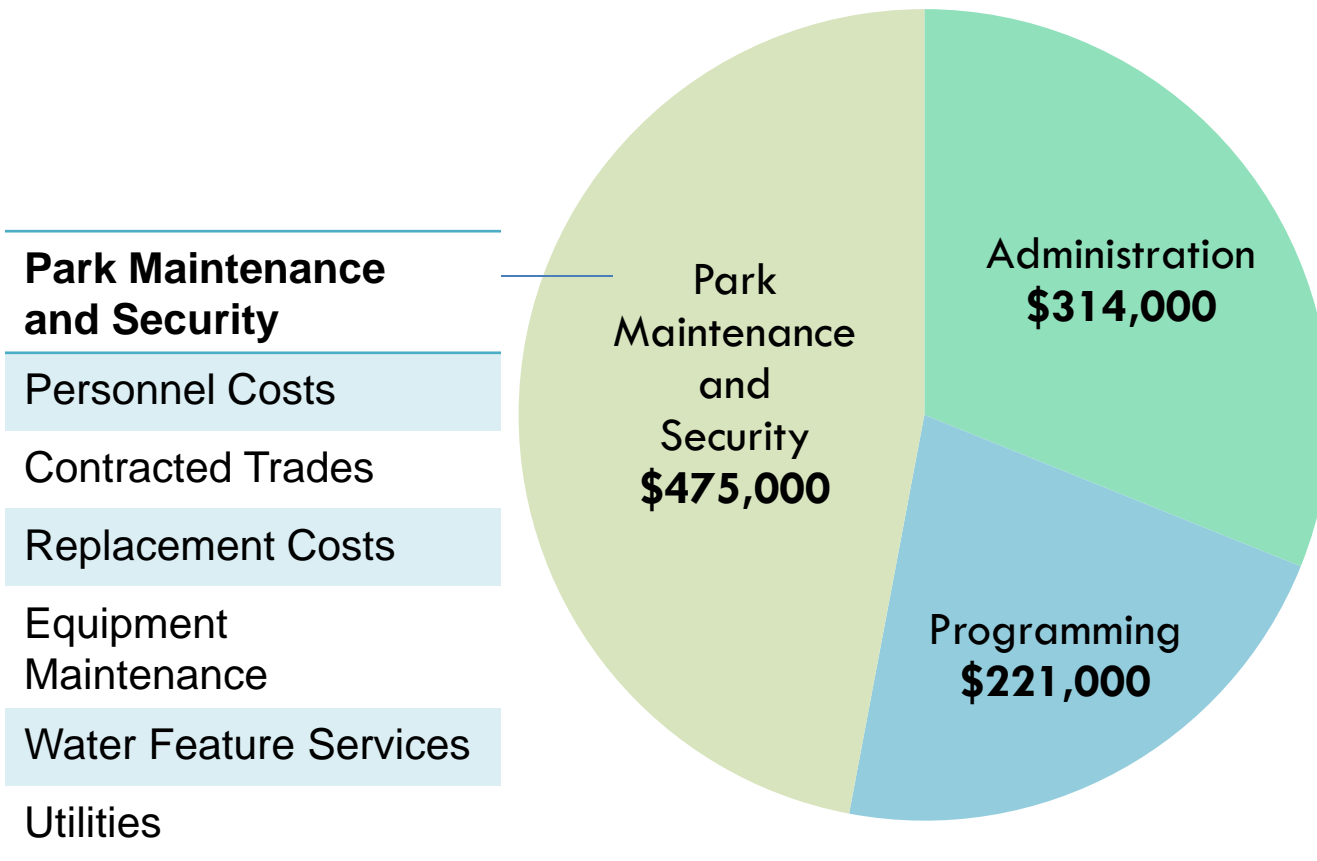 Park Maintenance
and Security
Personnel Costs
Contracted Trades
Replacement Costs
Equipment
Maintenance
Water Feature Services
Utilities
Park
Maintenance
and
Security
$475,000
Administration
$314,000
Programming
$221,000